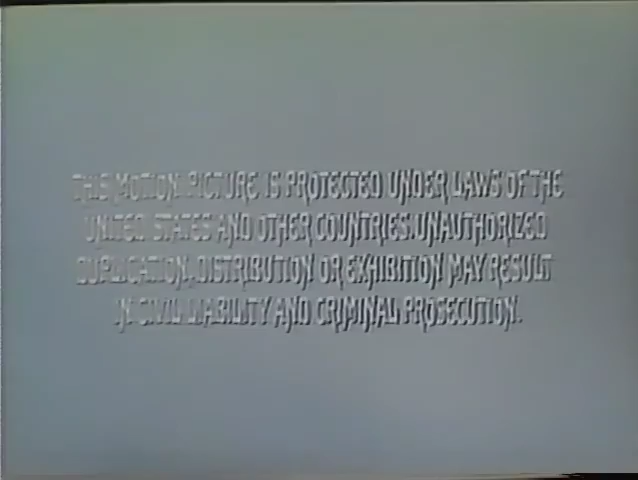 THIS MOTION PICTURE IS PROTECTED UNDER LAWS OF THE
UNITED STATES AND OTHER COUNTRIES. UNAUTHORIZED
DUPLICATION, DISTRIBUTION OR EXHIBITION MAY RESULT
IN CIVIL LIABILITY AND CRIMINAL PROSECUTION.